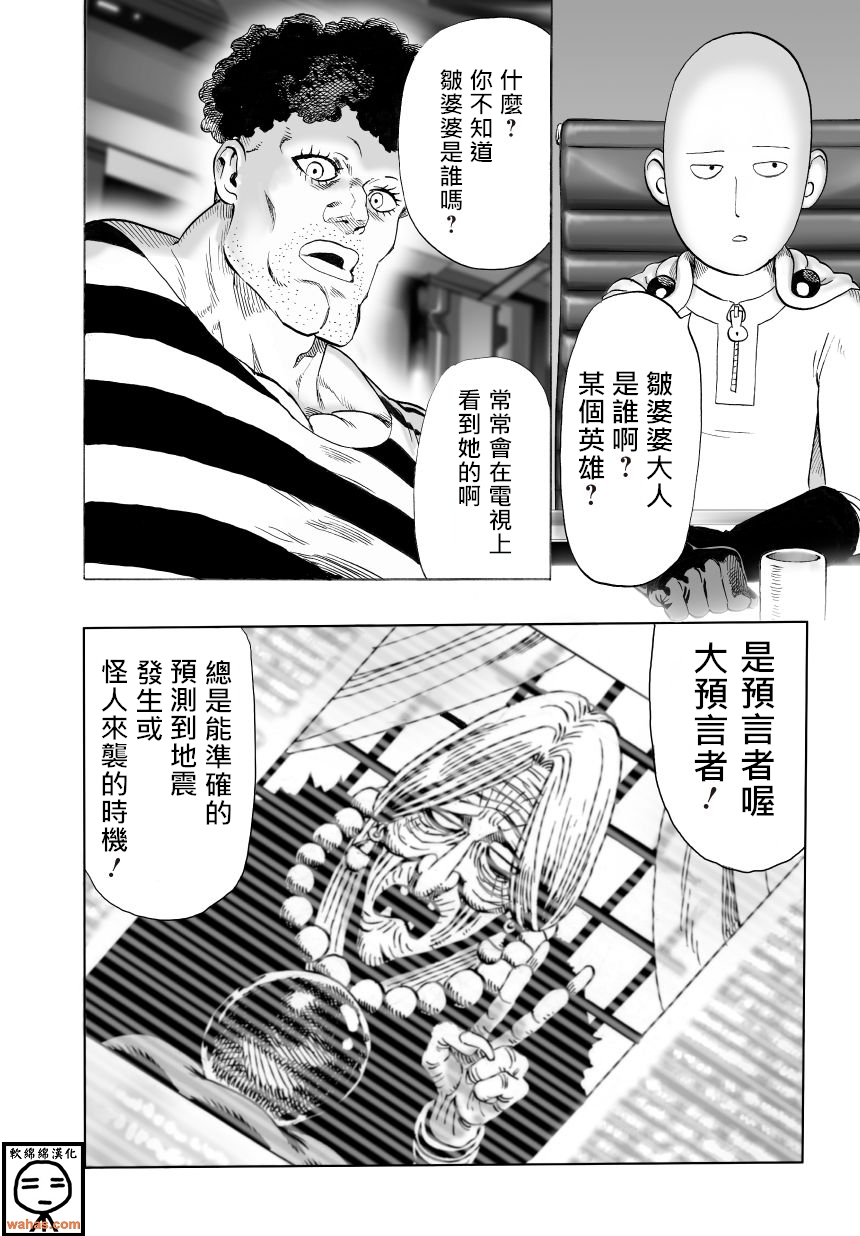 皺婆婆大人
是誰啊?
某個英雄?
什麼?
你不知道
皺婆婆是誰嗎?
常常會在電視上
看到她的啊
是預言者喔
大預言者!
總是能準確的
預測到地震
發生或
怪人來襲的時機!
軟綿綿漢化
wahas.com